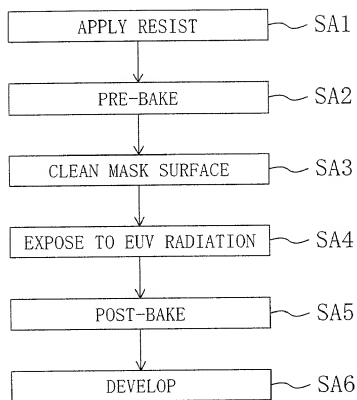 APPLY RESIST SA1
PRE-BAKE SA2
CLEAN MASK SURFACE SA3
EXPOSE TO EUV RADIATION SA4
POST-BAKE SA5
DEVELOP SA6